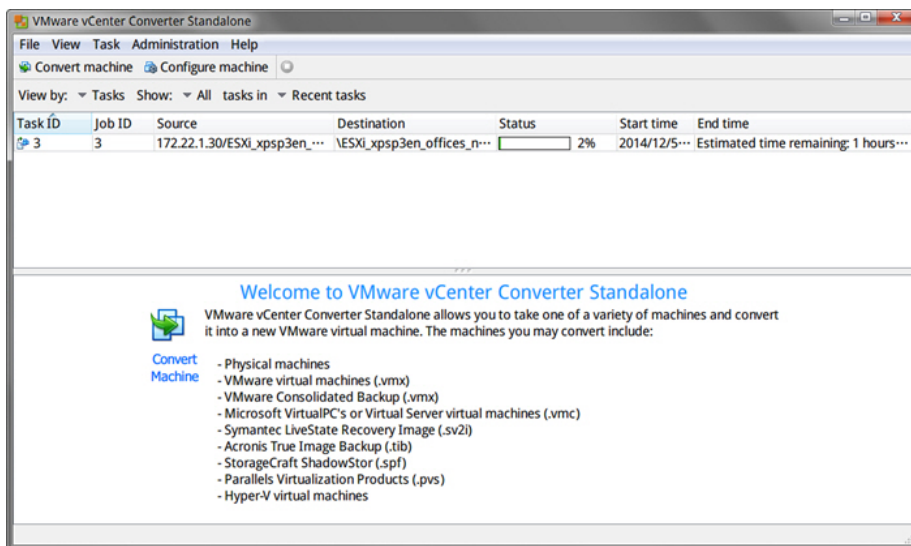 VMware vCenter Converter Standalone
File View Task Administration Help
Convert machine Configure machine
View by: Tasks Show: All tasks in Recent tasks
Task ID Job ID Source Destination Status Start time End time
3 3 172.22.1.30/ESXi_xpsp3en_··· \ESXi_xpsp3en_offices_n··· 2% 2014/12/5··· Estimated time remaining: 1 hours···
Welcome to VMware vCenter Converter Standalone
VMware vCenter Converter Standalone allows you to take one of a variety of machines and convert
it into a new VMware virtual machine. The machines you may convert include:
Convert
Machine
- Physical machines
- VMware virtual machines (.vmx)
- VMware Consolidated Backup (.vmx)
- Microsoft VirtualPC's or Virtual Server virtual machines (.vmc)
- Symantec LiveState Recovery Image (.sv2i)
- Acronis True Image Backup (.tib)
- StorageCraft ShadowStor (.spf)
- Parallels Virtualization Products (.pvs)
- Hyper-V virtual machines